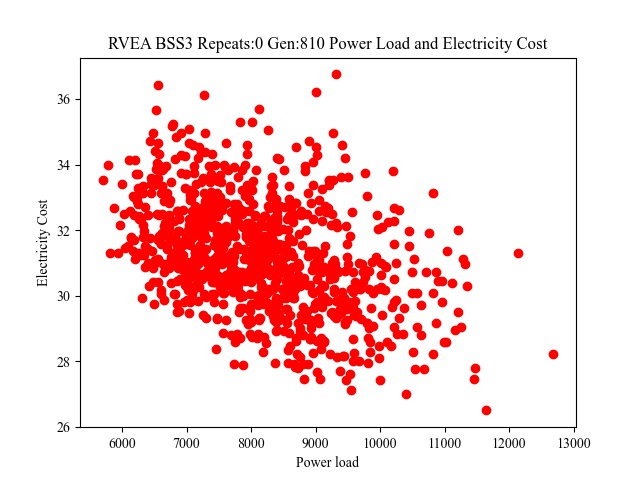 RVEA BSS3 Repeats:0 Gen:810 Power Load and Electricity Cost
36
34
32
30
28
26
Electricity Cost
6000 7000 8000 9000 10000 11000 12000 13000
Power load